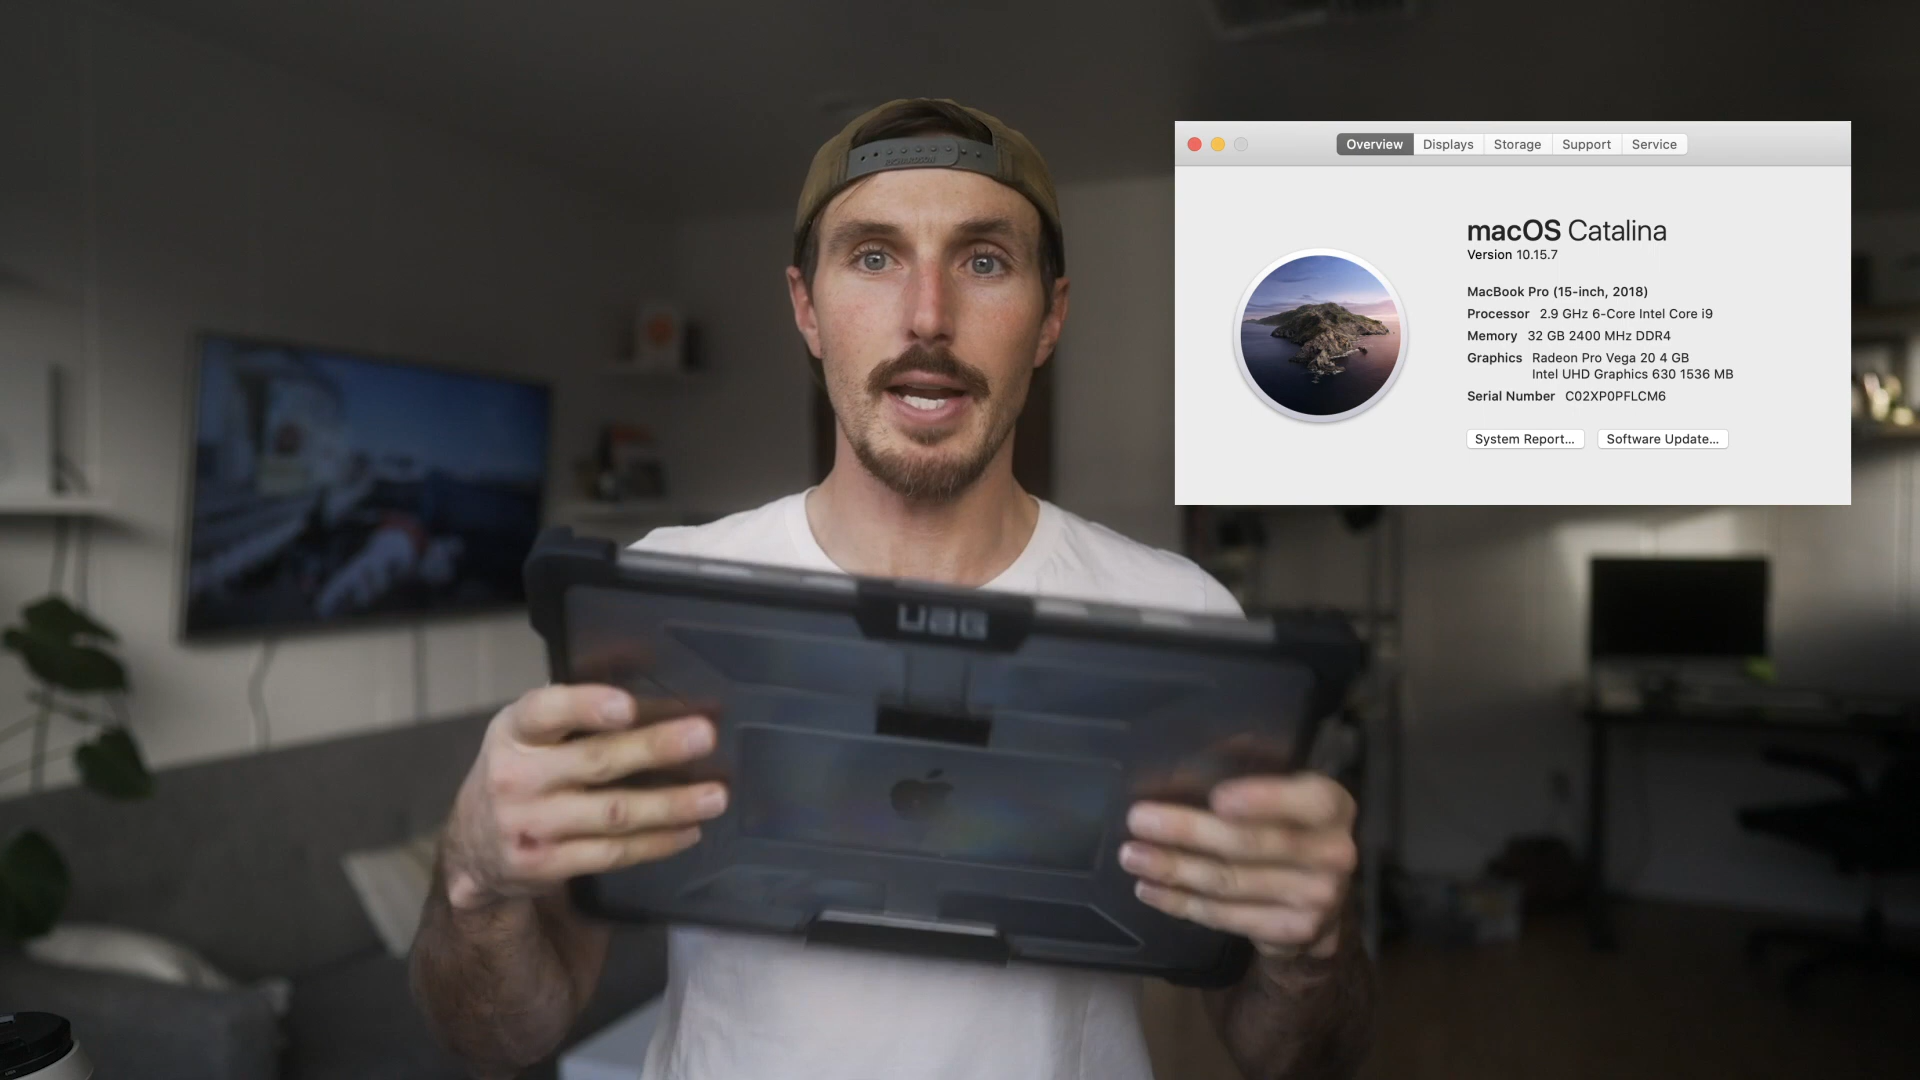 RICHARDSON
Overview Displays Storage Support Service
macOS Catalina
Version 10.15.7
MacBook Pro (15-inch, 2018)
Processor 2.9 GHz 6-Core Intel Core i9
Memory 32 GB 2400 MHz DDR4
Graphics Radeon Pro Vega 20 4 GB
Intel UHD Graphics 630 1536 MB
Serial Number C02XP0PFLCM6
System Report... Software Update...
UAG